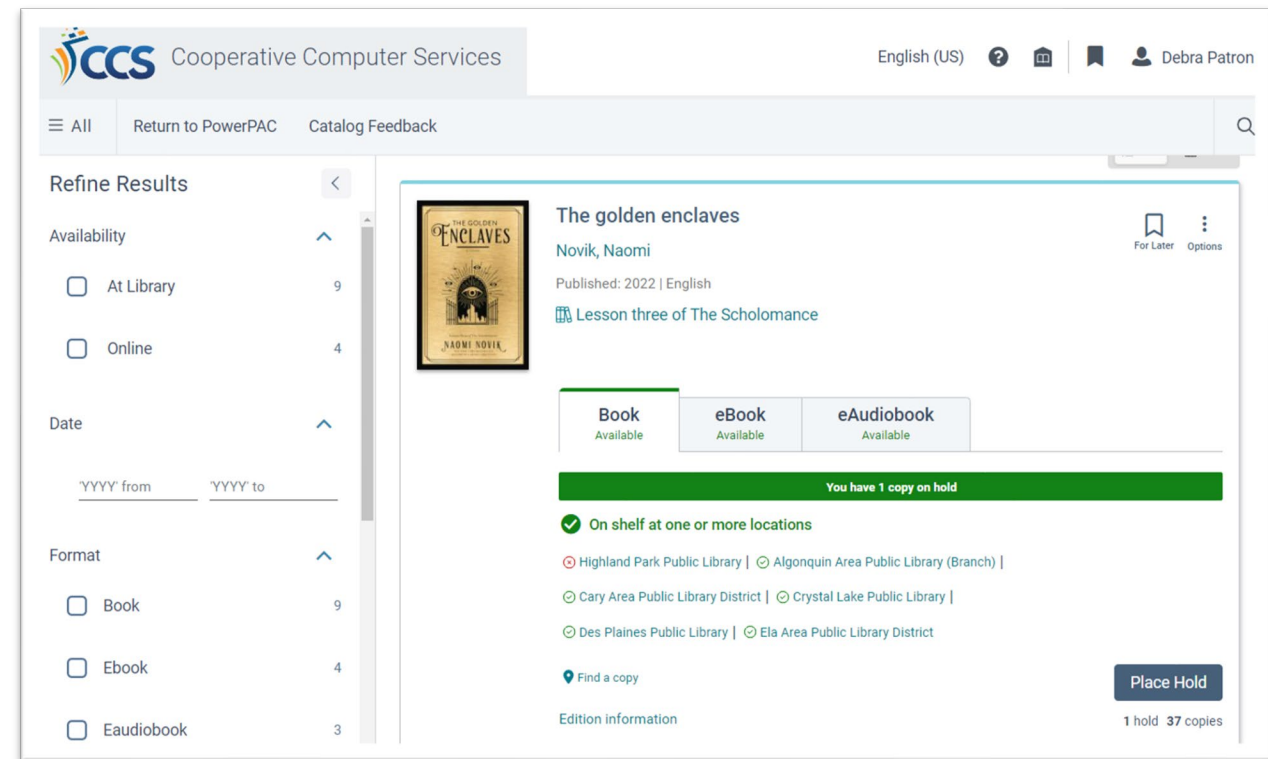 CCS Cooperative Computer Services
English (US)
Debra Patron
All
Return to PowerPAC
Catalog Feedback
Refine Results
Availability
At Library 9
Online 4
Date
'YYYY' from 'YYYY' to
Format
Book 9
Ebook 4
Eaudiobook 3
THE GOLDEN
ENCLAVES
NAOMI NOVIK
The golden enclaves
Novik, Naomi
Published: 2022 | English
Lesson three of The Scholomance
For Later
Options
Book
Available
eBook
Available
eAudiobook
Available
You have 1 copy on hold
On shelf at one or more locations
Highland Park Public Library | Algonquin Area Public Library (Branch) |
Cary Area Public Library District | Crystal Lake Public Library |
Des Plaines Public Library | Ela Area Public Library District
Find a copy
Place Hold
Edition information
1 hold 37 copies